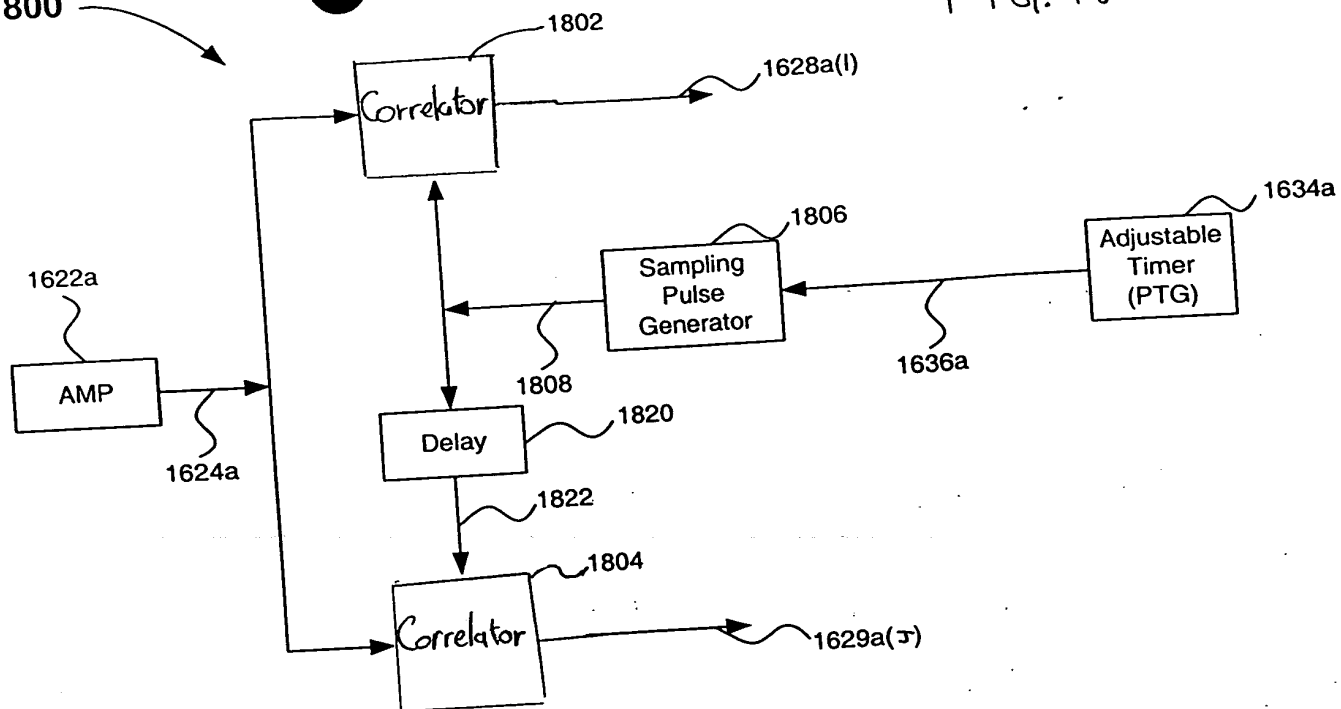 800
1802
Correlator
1628a(I)
1634a
Adjustable
Timer
(PTG)
1806
Sampling
Pulse
Generator
1622a
AMP
1636a
1808
1624a
Delay
1820
1822
1804
Correlator
1629a(J)